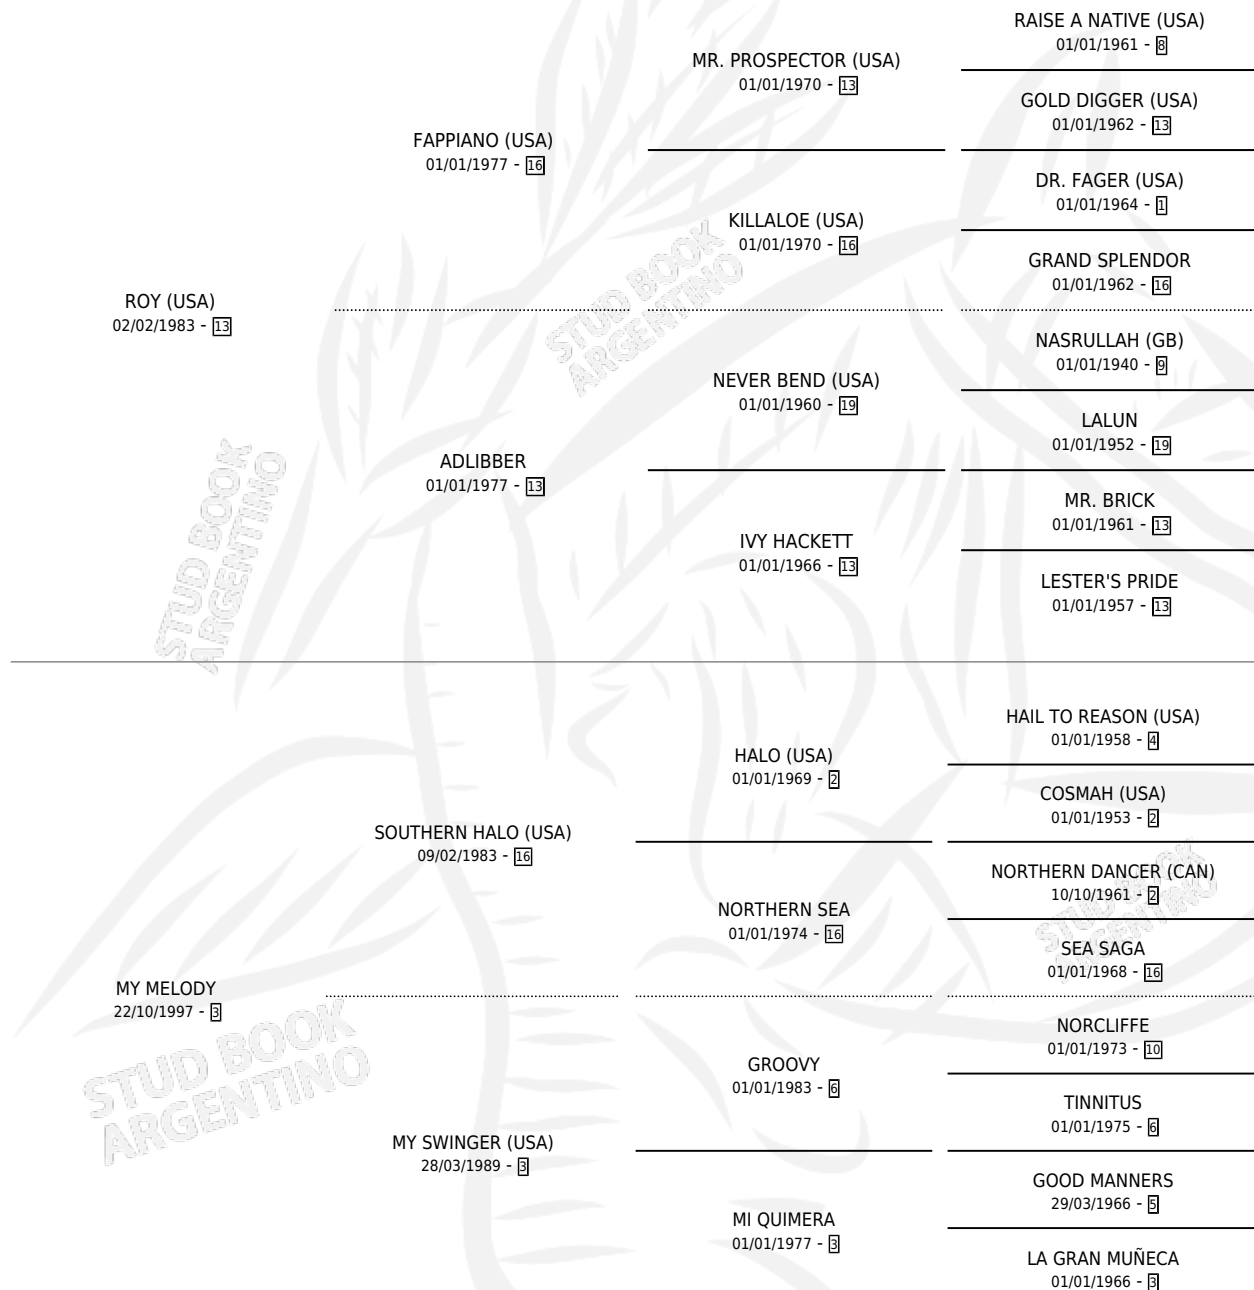 RAISE A NATIVE (USA)
01/01/1961 - 8
MR. PROSPECTOR (USA)
01/01/1970 - 13
GOLD DIGGER (USA)
01/01/1962 - 13
FAPPIANO (USA)
01/01/1977 - 16
DR. FAGER (USA)
01/01/1964 - 1
KILLALOE (USA)
01/01/1970 - 16
GRAND SPLENDOR
01/01/1962 - 16
ROY (USA)
02/02/1983 - 13
NASRULLAH (GB)
01/01/1940 - 9
NEVER BEND (USA)
01/01/1960 - 19
LALUN
01/01/1952 - 19
ADLIBBER
01/01/1977 - 13
MR. BRICK
01/01/1961 - 13
IVY HACKETT
01/01/1966 - 13
LESTER'S PRIDE
01/01/1957 - 13
HAIL TO REASON (USA)
01/01/1958 - 4
HALO (USA)
01/01/1969 - 2
COSMAH (USA)
01/01/1953 - 2
SOUTHERN HALO (USA)
09/02/1983 - 16
NORTHERN DANCER (CAN)
10/10/1961 - 2
NORTHERN SEA
01/01/1974 - 16
SEA SAGA
01/01/1968 - 16
MY MELODY
22/10/1997 - 3
NORCLIFFE
01/01/1973 - 10
GROOVY
01/01/1983 - 6
TINNITUS
01/01/1975 - 6
MY SWINGER (USA)
28/03/1989 - 3
GOOD MANNERS
29/03/1966 - 5
MI QUIMERA
01/01/1977 - 3
LA GRAN MUÑECA
01/01/1966 - 3
STUD BOOK
ARGENTINO
STUD BOOK
ARGENTINO
STUD BOOK
ARGENTINO
STUD BOOK
ARGENTINO